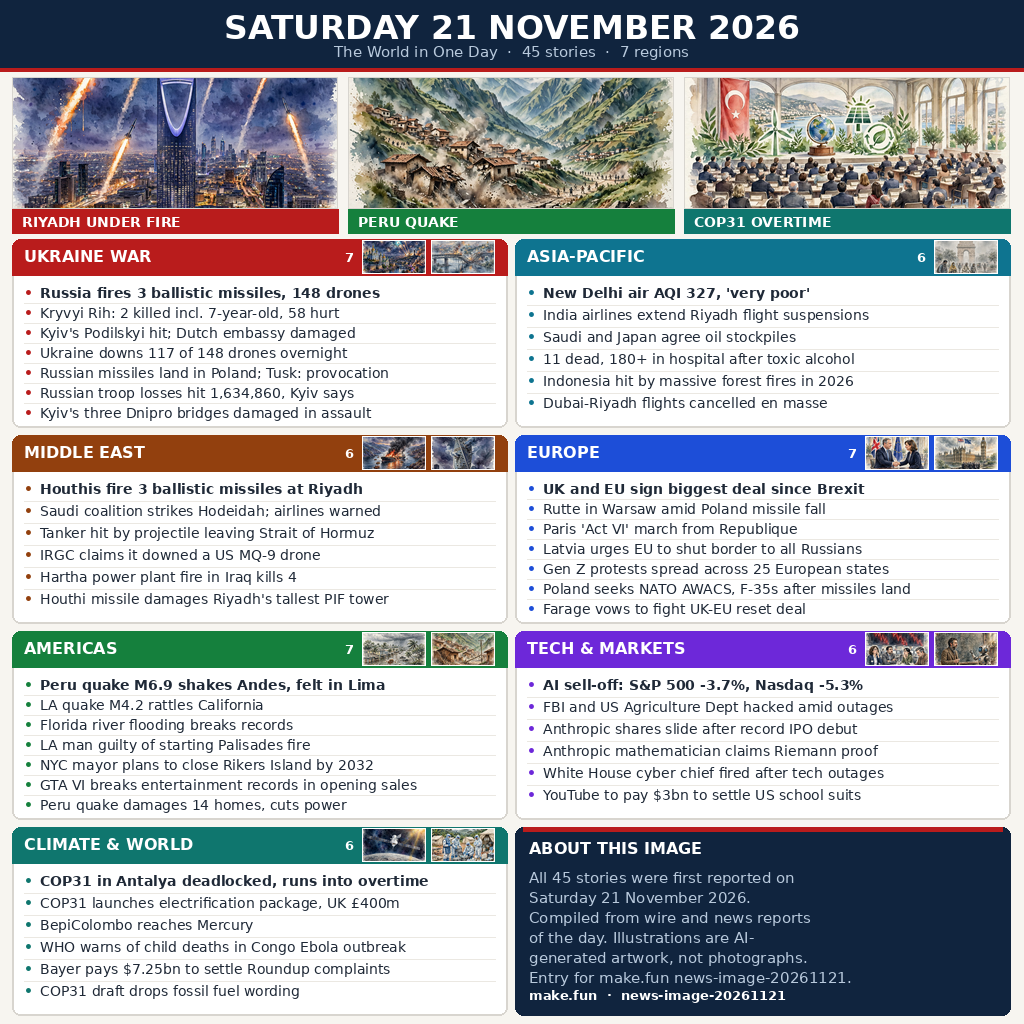 SATURDAY 21 NOVEMBER 2026
The World in One Day · 45 stories · 7 regions
RIYADH UNDER FIRE
PERU QUAKE
COP31 OVERTIME
UKRAINE WAR 7
• Russia fires 3 ballistic missiles, 148 drones
• Kryvyi Rih: 2 killed incl. 7-year-old, 58 hurt
• Kyiv's Podilskyi hit; Dutch embassy damaged
• Ukraine downs 117 of 148 drones overnight
• Russian missiles land in Poland; Tusk: provocation
• Russian troop losses hit 1,634,860, Kyiv says
• Kyiv's three Dnipro bridges damaged in assault
ASIA-PACIFIC 6
• New Delhi air AQI 327, 'very poor'
• India airlines extend Riyadh flight suspensions
• Saudi and Japan agree oil stockpiles
• 11 dead, 180+ in hospital after toxic alcohol
• Indonesia hit by massive forest fires in 2026
• Dubai-Riyadh flights cancelled en masse
MIDDLE EAST 6
• Houthis fire 3 ballistic missiles at Riyadh
• Saudi coalition strikes Hodeidah; airlines warned
• Tanker hit by projectile leaving Strait of Hormuz
• IRGC claims it downed a US MQ-9 drone
• Hartha power plant fire in Iraq kills 4
• Houthi missile damages Riyadh's tallest PIF tower
EUROPE 7
• UK and EU sign biggest deal since Brexit
• Rutte in Warsaw amid Poland missile fall
• Paris 'Act VI' march from Republique
• Latvia urges EU to shut border to all Russians
• Gen Z protests spread across 25 European states
• Poland seeks NATO AWACS, F-35s after missiles land
• Farage vows to fight UK-EU reset deal
AMERICAS 7
• Peru quake M6.9 shakes Andes, felt in Lima
• LA quake M4.2 rattles California
• Florida river flooding breaks records
• LA man guilty of starting Palisades fire
• NYC mayor plans to close Rikers Island by 2032
• GTA VI breaks entertainment records in opening sales
• Peru quake damages 14 homes, cuts power
TECH & MARKETS 6
• AI sell-off: S&P 500 -3.7%, Nasdaq -5.3%
• FBI and US Agriculture Dept hacked amid outages
• Anthropic shares slide after record IPO debut
• Anthropic mathematician claims Riemann proof
• White House cyber chief fired after tech outages
• YouTube to pay $3bn to settle US school suits
CLIMATE & WORLD 6
• COP31 in Antalya deadlocked, runs into overtime
• COP31 launches electrification package, UK £400m
• BepiColombo reaches Mercury
• WHO warns of child deaths in Congo Ebola outbreak
• Bayer pays $7.25bn to settle Roundup complaints
• COP31 draft drops fossil fuel wording
ABOUT THIS IMAGE
All 45 stories were first reported on
Saturday 21 November 2026.
Compiled from wire and news reports
of the day. Illustrations are AI-
generated artwork, not photographs.
Entry for make.fun news-image-20261121.
make.fun · news-image-20261121